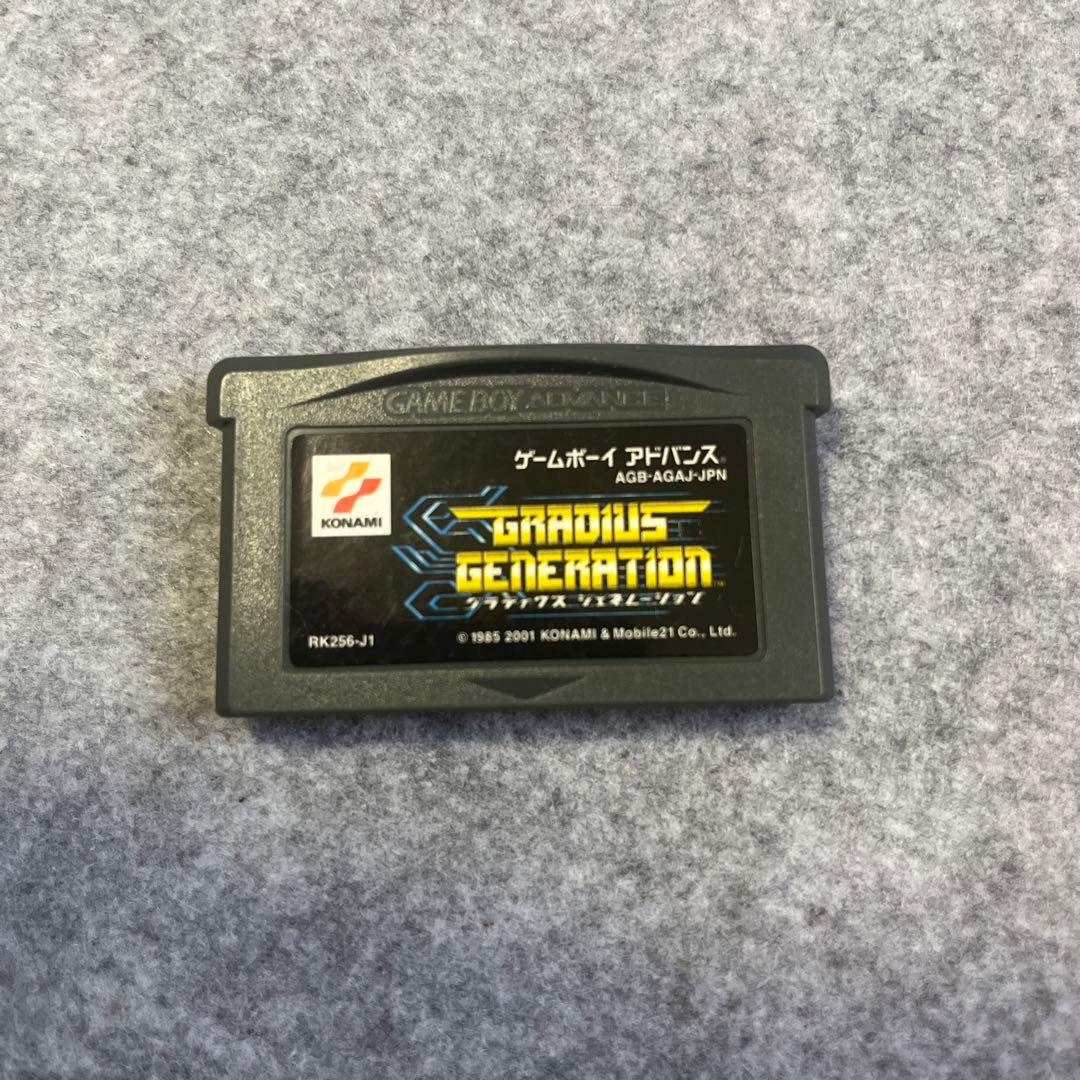 GAME BOY ADVANCE
ゲームボーイ アドバンス®
AGB-AGAJ-JPN
KONAMI
GRADIUS
GENERATION™
グラディウス ジェネレーション
RK256-J1
© 1985 2001 KONAMI & Mobile21 Co., Ltd.